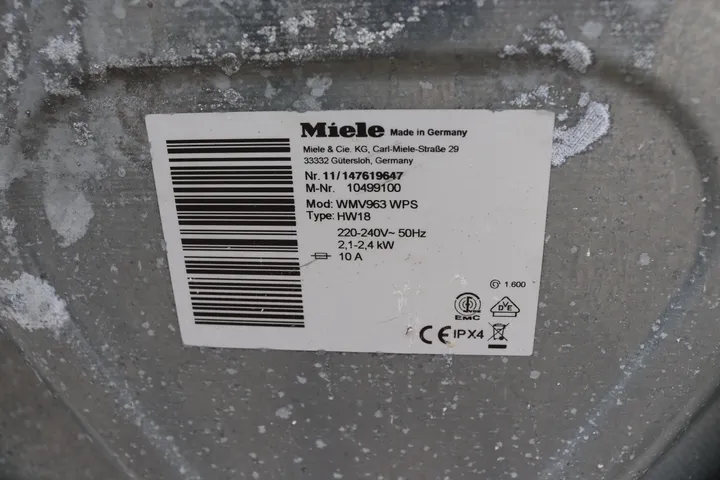 Miele Made in Germany
Miele & Cie. KG, Carl-Miele-Straße 29
33332 Gütersloh, Germany
Nr. 11/147619647
M-Nr. 10499100
Mod: WMV963 WPS
Type: HW18
220-240V~ 50Hz
2,1-2,4 kW
10 A
1.600
EMC DVE
CE IPX4